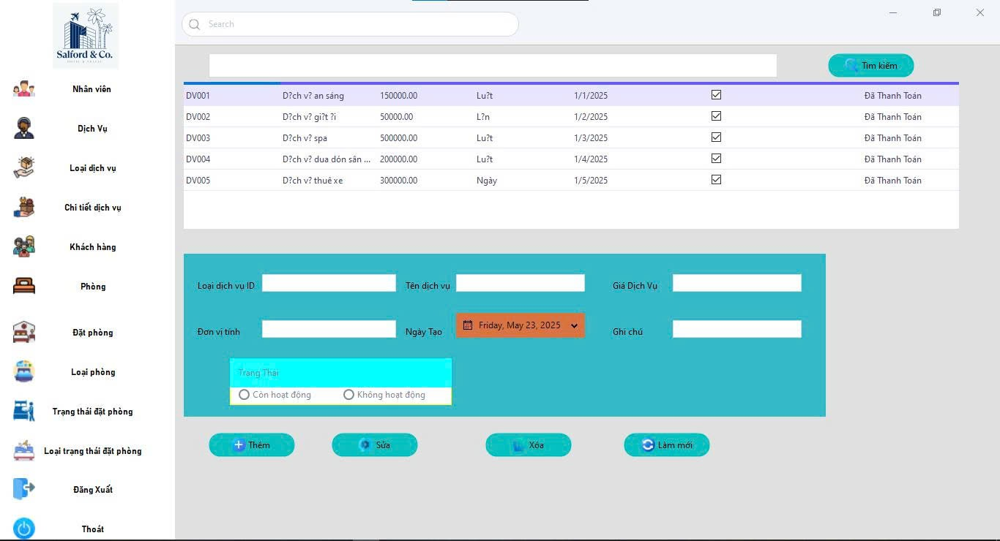 Salford & Co.
Search
Nhân viên
Dịch Vụ
Loại dịch vụ
Chi tiết dịch vụ
Khách hàng
Phòng
Đặt phòng
Loại phòng
Trạng thái đặt phòng
Loại trạng thái đặt phòng
Đăng Xuất
Thoát
Tìm kiếm
DV001 D?ch v? an sáng 150000.00 Lu?t 1/1/2025 Đã Thanh Toán
DV002 D?ch v? gi?t ?i 50000.00 L?n 1/2/2025 Đã Thanh Toán
DV003 D?ch v? spa 500000.00 Lu?t 1/3/2025 Đã Thanh Toán
DV004 D?ch v? dua dón sân ... 200000.00 Lu?t 1/4/2025 Đã Thanh Toán
DV005 D?ch v? thuê xe 300000.00 Ngày 1/5/2025 Đã Thanh Toán
Loại dịch vụ ID Tên dịch vụ Giá Dịch Vụ
Đơn vị tính Ngày Tạo Friday, May 23, 2025 Ghi chú
Trạng Thái
Còn hoạt động Không hoạt động
Thêm Sửa Xóa Làm mới